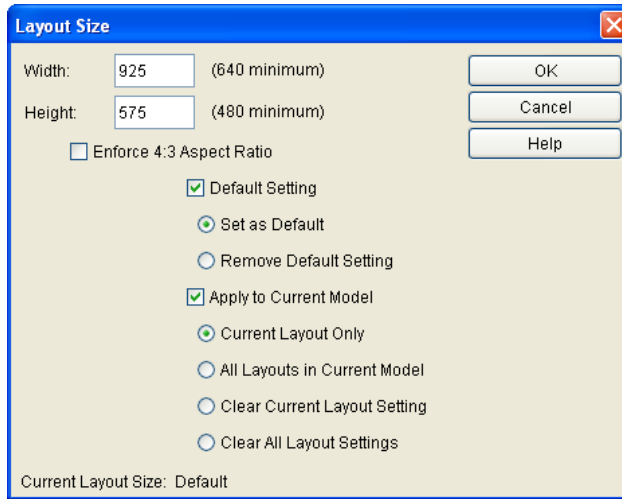 Layout Size
Width: 925 (640 minimum) OK
Height: 575 (480 minimum) Cancel
Enforce 4:3 Aspect Ratio Help
Default Setting
Set as Default
Remove Default Setting
Apply to Current Model
Current Layout Only
All Layouts in Current Model
Clear Current Layout Setting
Clear All Layout Settings
Current Layout Size: Default